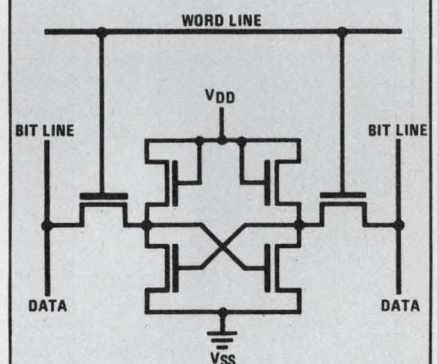 WORD LINE
VDD
BIT LINE
BIT LINE
DATA
DATA
VSS